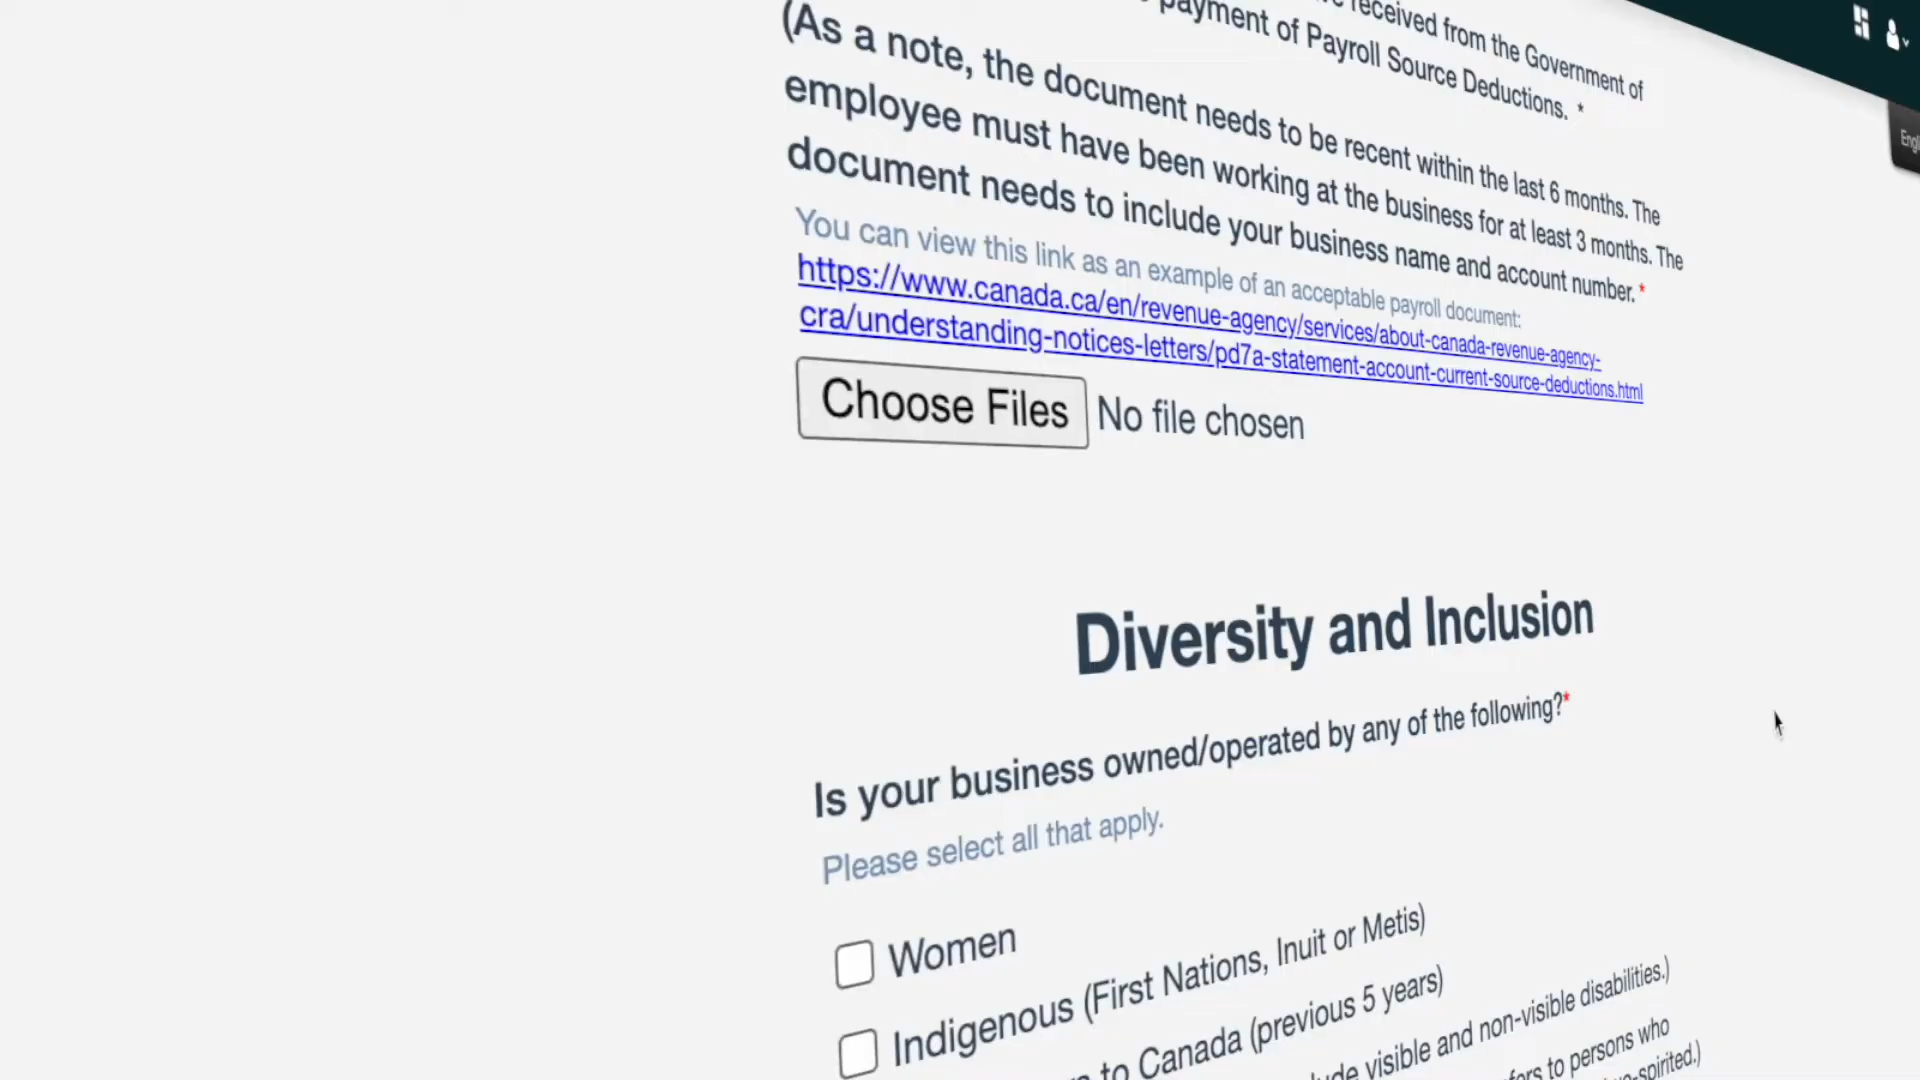 received from the Government of
payment of Payroll Source Deductions. *
(As a note, the document needs to be recent within the last 6 months. The
employee must have been working at the business for at least 3 months. The
document needs to include your business name and account number.*
You can view this link as an example of an acceptable payroll document:
https://www.canada.ca/en/revenue-agency/services/about-canada-revenue-agency-
cra/understanding-notices-letters/pd7a-statement-account-current-source-deductions.html
Choose Files No file chosen
Diversity and Inclusion
Is your business owned/operated by any of the following?*
Please select all that apply.
Women
Indigenous (First Nations, Inuit or Metis)
to Canada (previous 5 years)
visible and non-visible disabilities.)
to persons who